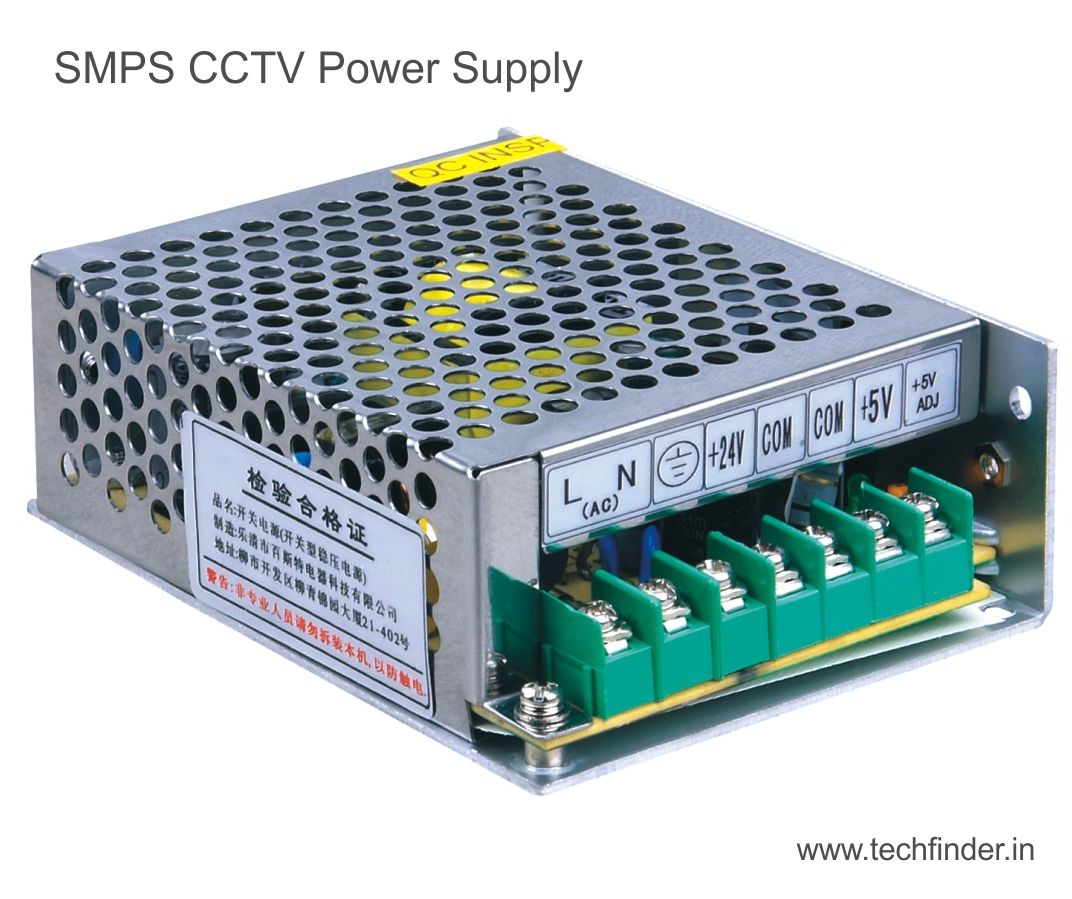 SMPS CCTV Power Supply
QC INSP
L (AC) N +24V COM COM +5V +5V ADJ
检验合格证
品名:开关电源(开关型稳压电源)
制造:乐清市百斯特电器科技有限公司
地址:柳市开发区柳青锦园大厦21-402号
警告:非专业人员请勿拆装本机,以防触电.
www.techfinder.in